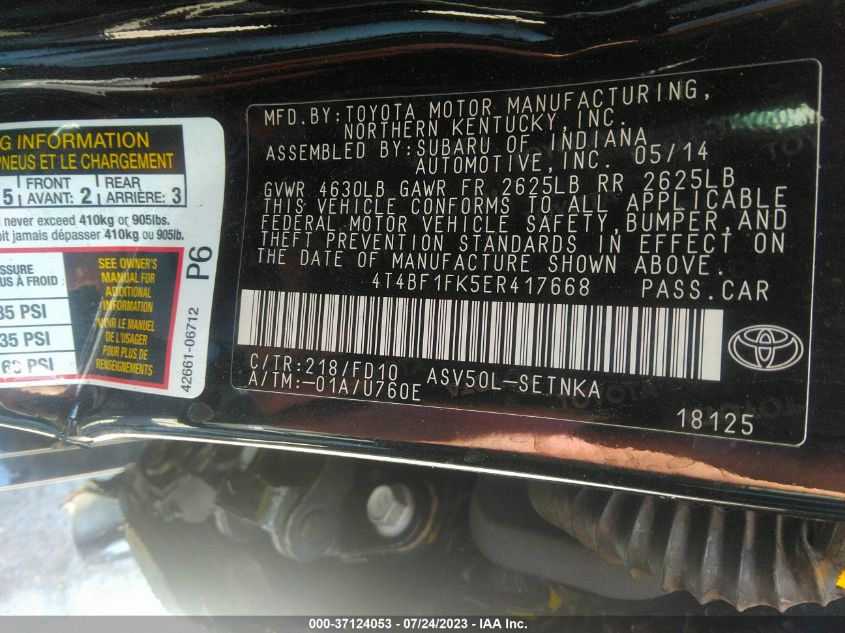 MFD.BY:TOYOTA MOTOR MANUFACTURING,
NORTHERN KENTUCKY,INC.
ASSEMBLED BY:SUBARU OF INDIANA
AUTOMOTIVE,INC. 05/14
GVWR 4630LB GAWR FR 2625LB RR 2625LB
THIS VEHICLE CONFORMS TO ALL APPLICABLE
FEDERAL MOTOR VEHICLE SAFETY,BUMPER,AND
THEFT PREVENTION STANDARDS IN EFFECT ON
THE DATE OF MANUFACTURE SHOWN ABOVE.
4T4BF1FK5ER417668 PASS.CAR
C/TR:218/FD10 ASV50L-SETNKA
A/TM:-01A/U760E
18125
INFORMATION
PNEUS ET LE CHARGEMENT
5 FRONT AVANT: 2 REAR ARRIÈRE: 3
never exceed 410kg or 905lbs.
jamais dépasser 410kg ou 905lb.
SEE OWNER'S
MANUAL FOR
ADDITIONAL
INFORMATION
VOIR LE MANUEL
DE L'USAGER
POUR PLUS DE
RENSEIGNEMENTS
35 PSI
35 PSI
PSI
P6
42661-06712
000-37124053 / 07/24/2023 - IAA Inc.